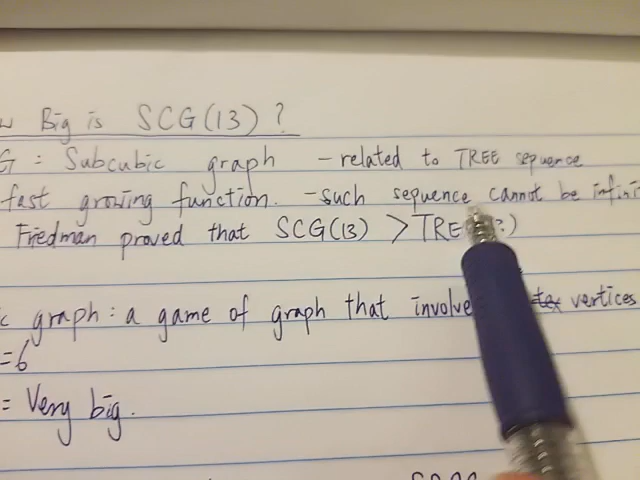 w Big is SCG(13)?
G: Subcubic graph - related to TREE sequence
fast growing function. - such sequence cannot be infini
Friedman proved that SCG(13) > TRE
c graph: a game of graph that involve vertices
=6
= Very big.